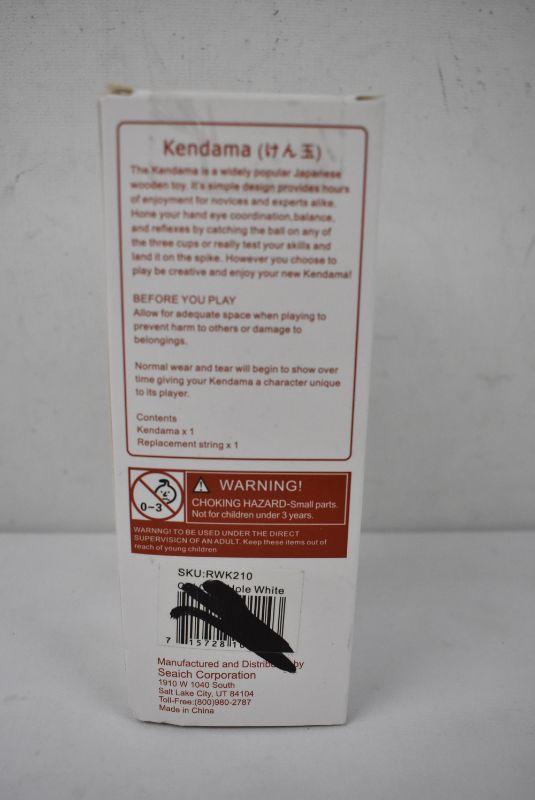 Kendama (けん玉)
The Kendama is a widely popular Japanese
wooden toy. It's simple design provides hours
of enjoyment for novices and experts alike.
Hone your hand eye coordination,balance,
and reflexes by catching the ball on any of
the three cups or really test your skills and
land it on the spike. However you choose to
play be creative and enjoy your new Kendama!
BEFORE YOU PLAY
Allow for adequate space when playing to
prevent harm to others or damage to
belongings.
Normal wear and tear will begin to show over
time giving your Kendama a character unique
to its player.
Contents
Kendama x 1
Replacement string x 1
0-3
WARNING!
CHOKING HAZARD-Small parts.
Not for children under 3 years.
WARNNG! TO BE USED UNDER THE DIRECT
SUPERVISICN OF AN ADULT. Keep these items out of
reach of young children
SKU:RWK210
Hole White
7 15728
Manufactured and Distributed by
Seaich Corporation
1910 W 1040 South
Salt Lake City, UT 84104
Toll-Free:(800)980-2787
Made in China